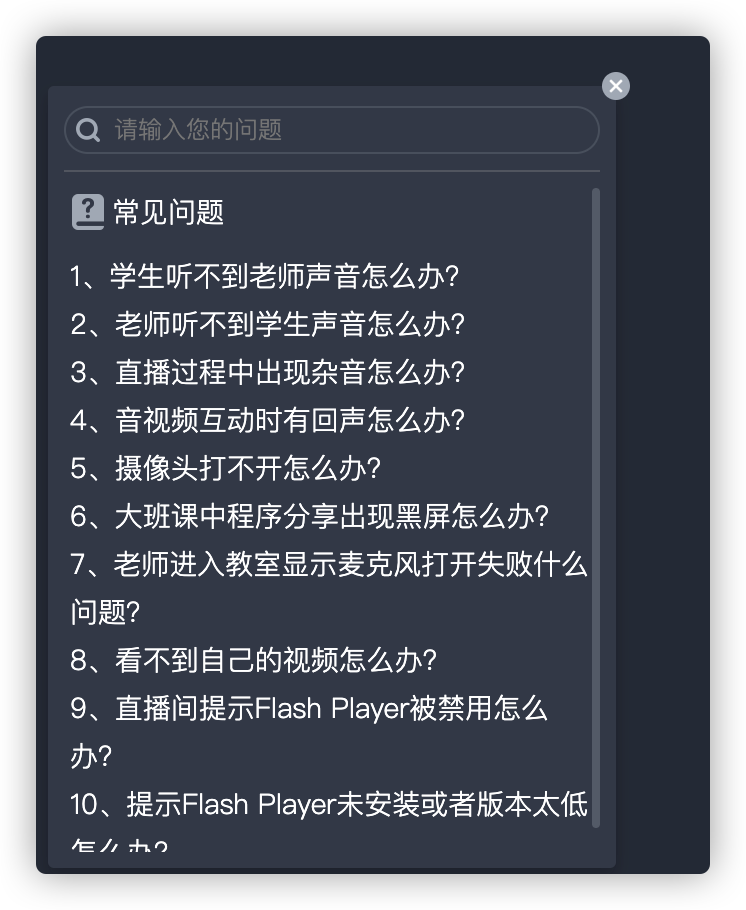 请输入您的问题
常见问题
1、学生听不到老师声音怎么办?
2、老师听不到学生声音怎么办?
3、直播过程中出现杂音怎么办?
4、音视频互动时有回声怎么办?
5、摄像头打不开怎么办?
6、大班课中程序分享出现黑屏怎么办?
7、老师进入教室显示麦克风打开失败什么
问题?
8、看不到自己的视频怎么办?
9、直播间提示Flash Player被禁用怎么
办?
10、提示Flash Player未安装或者版本太低
怎么办?